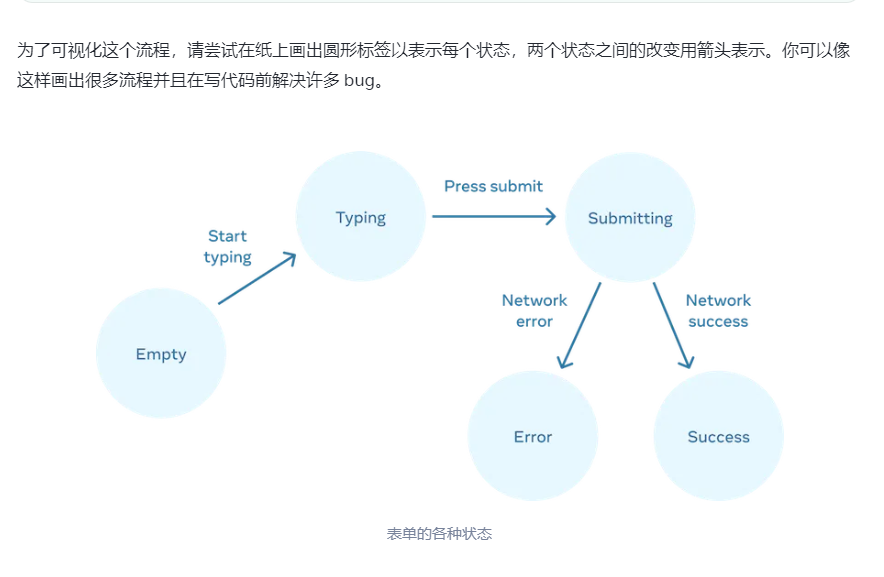 为了可视化这个流程，请尝试在纸上画出圆形标签以表示每个状态，两个状态之间的改变用箭头表示。你可以像
这样画出很多流程并且在写代码前解决许多 bug。
Press submit
Typing
Submitting
Start
typing
Network
error
Network
success
Empty
Error
Success
表单的各种状态